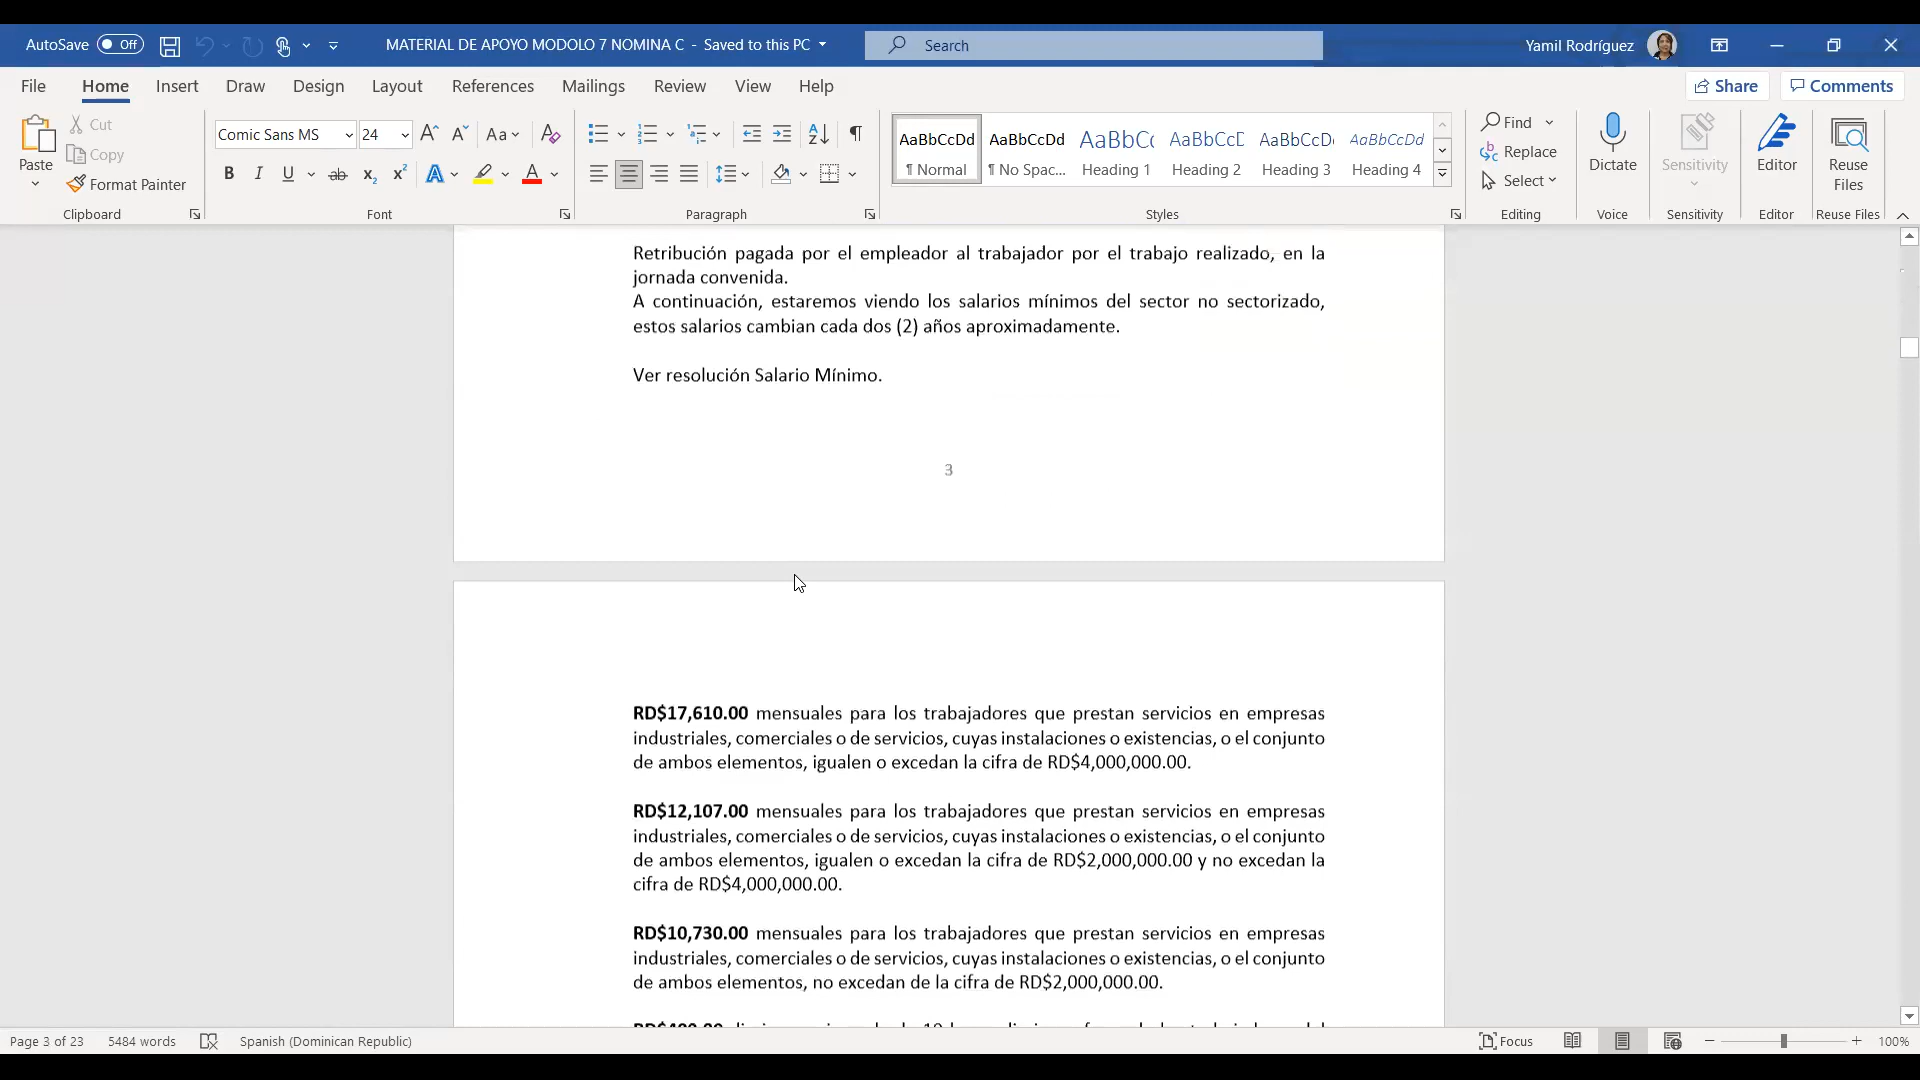 AutoSave Off MATERIAL DE APOYO MODOLO 7 NOMINA C - Saved to this PC Search Yamil Rodríguez
File Home Insert Draw Design Layout References Mailings Review View Help Share Comments
Paste Cut Copy Format Painter Clipboard
Comic Sans MS 24 Aa Font
Paragraph
AaBbCcDd AaBbCcDd AaBbCc AaBbCcD AaBbCcD AaBbCcDd
¶ Normal ¶ No Spac... Heading 1 Heading 2 Heading 3 Heading 4
Styles
Find Replace Select Editing
Dictate Voice
Sensitivity Sensitivity
Editor Editor
Reuse Files Reuse Files
Retribución pagada por el empleador al trabajador por el trabajo realizado, en la
jornada convenida.
A continuación, estaremos viendo los salarios mínimos del sector no sectorizado,
estos salarios cambian cada dos (2) años aproximadamente.
Ver resolución Salario Mínimo.
3
RD$17,610.00 mensuales para los trabajadores que prestan servicios en empresas
industriales, comerciales o de servicios, cuyas instalaciones o existencias, o el conjunto
de ambos elementos, igualen o excedan la cifra de RD$4,000,000.00.
RD$12,107.00 mensuales para los trabajadores que prestan servicios en empresas
industriales, comerciales o de servicios, cuyas instalaciones o existencias, o el conjunto
de ambos elementos, igualen o excedan la cifra de RD$2,000,000.00 y no excedan la
cifra de RD$4,000,000.00.
RD$10,730.00 mensuales para los trabajadores que prestan servicios en empresas
industriales, comerciales o de servicios, cuyas instalaciones o existencias, o el conjunto
de ambos elementos, no excedan de la cifra de RD$2,000,000.00.
Page 3 of 23 5484 words Spanish (Dominican Republic) Focus 100%